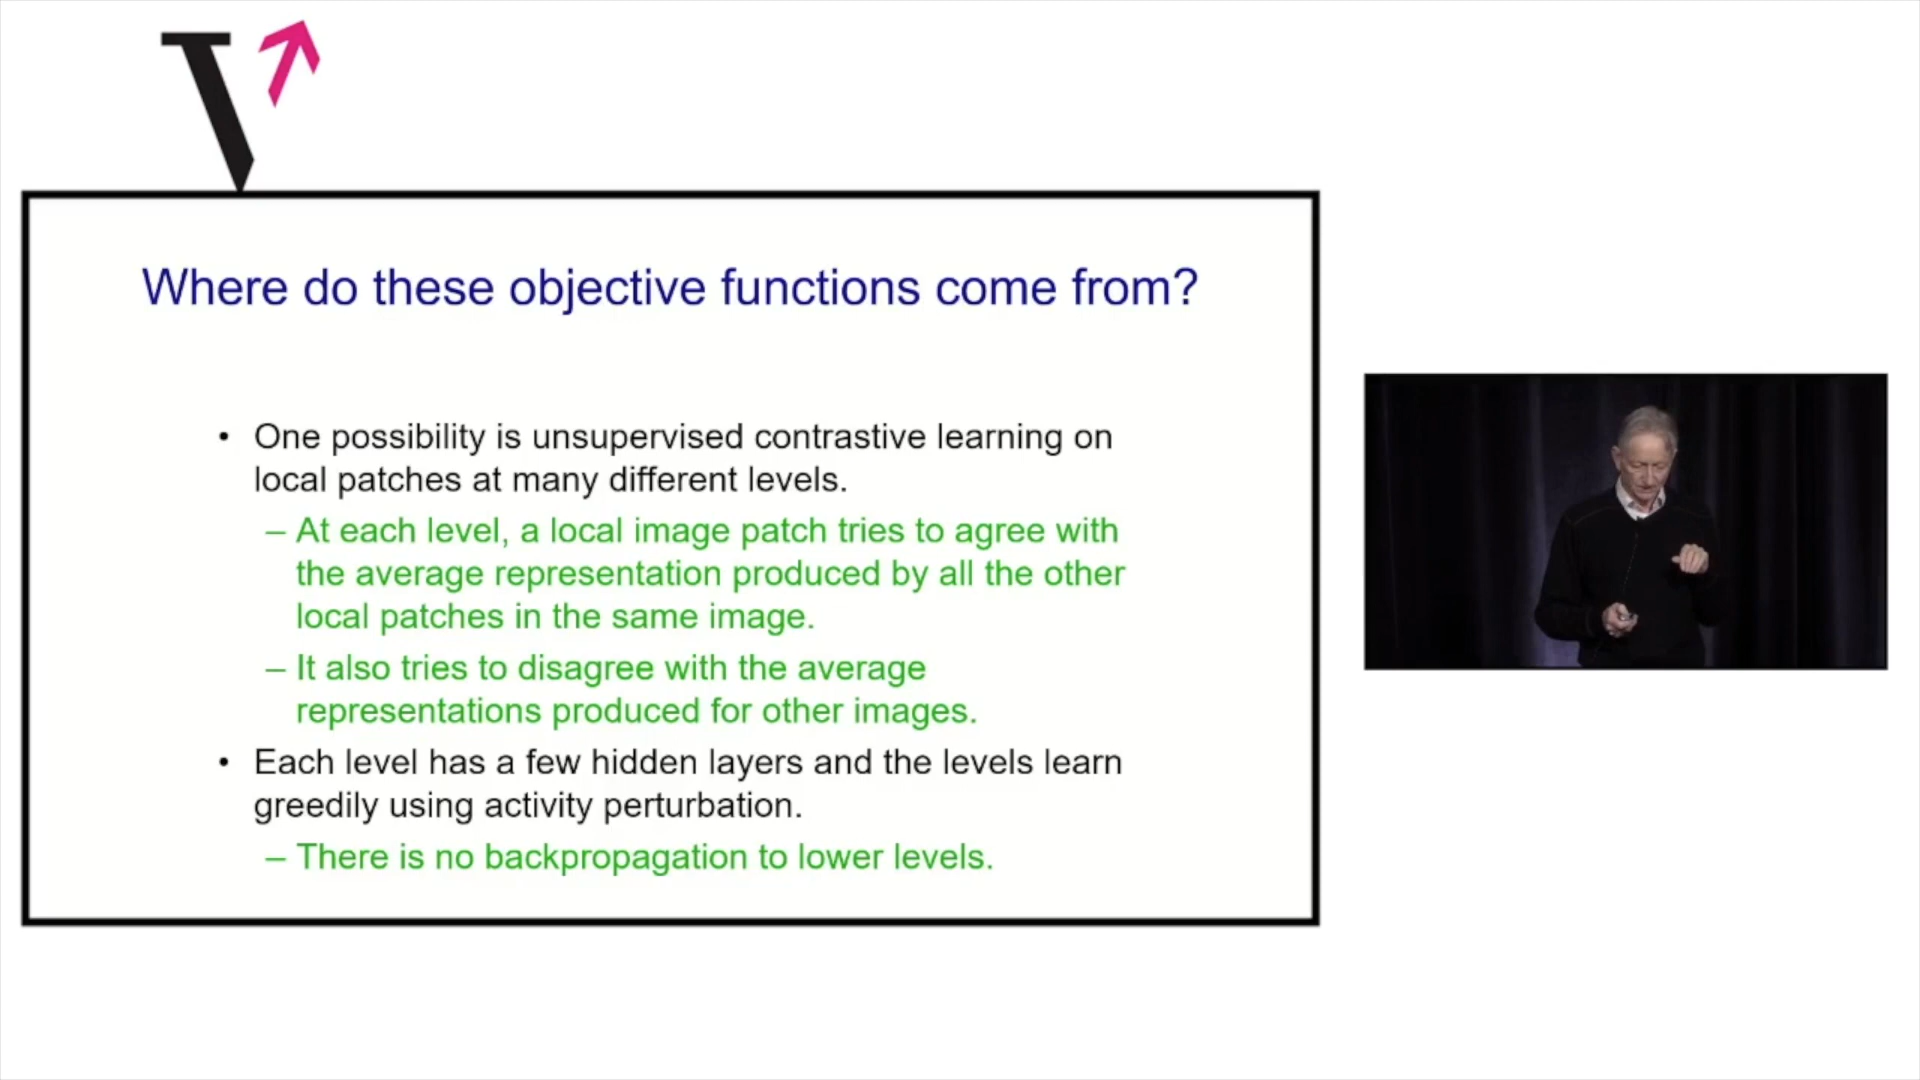 V
Where do these objective functions come from?
• One possibility is unsupervised contrastive learning on
local patches at many different levels.
– At each level, a local image patch tries to agree with
the average representation produced by all the other
local patches in the same image.
– It also tries to disagree with the average
representations produced for other images.
• Each level has a few hidden layers and the levels learn
greedily using activity perturbation.
– There is no backpropagation to lower levels.